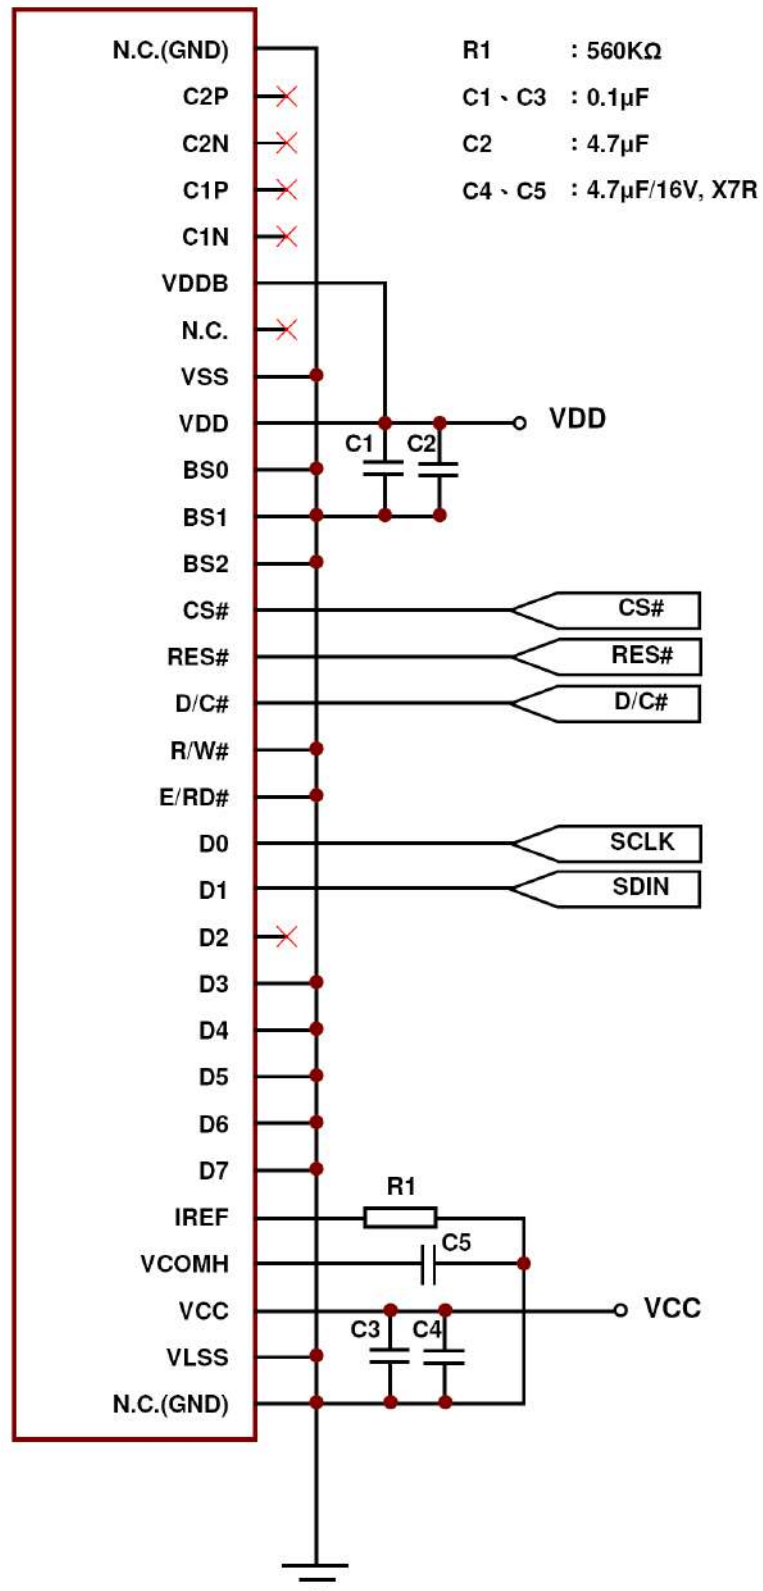 N.C.(GND)
C2P
C2N
C1P
C1N
VDDB
N.C.
VSS
VDD
BS0
BS1
BS2
CS#
RES#
D/C#
R/W#
E/RD#
D0
D1
D2
D3
D4
D5
D6
D7
IREF
VCOMH
VCC
VLSS
N.C.(GND)
R1 : 560KΩ
C1、C3 : 0.1μF
C2 : 4.7μF
C4、C5 : 4.7μF/16V, X7R
VDD
C1 C2
CS#
RES#
D/C#
SCLK
SDIN
R1
C5
VCC
C3 C4